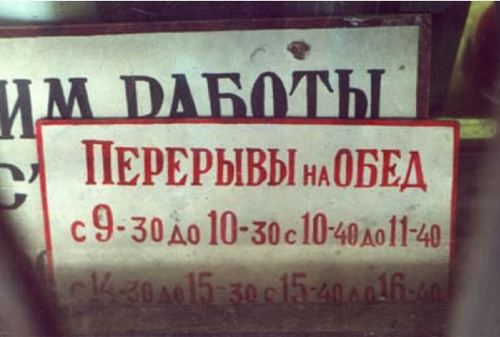 ИМ РАБОТЫ
С
ПЕРЕРЫВЫ НА ОБЕД
с 9-30 до 10-30 с 10-40 до 11-40
с 14-30 до 15-30 с 15-40 до 16-40